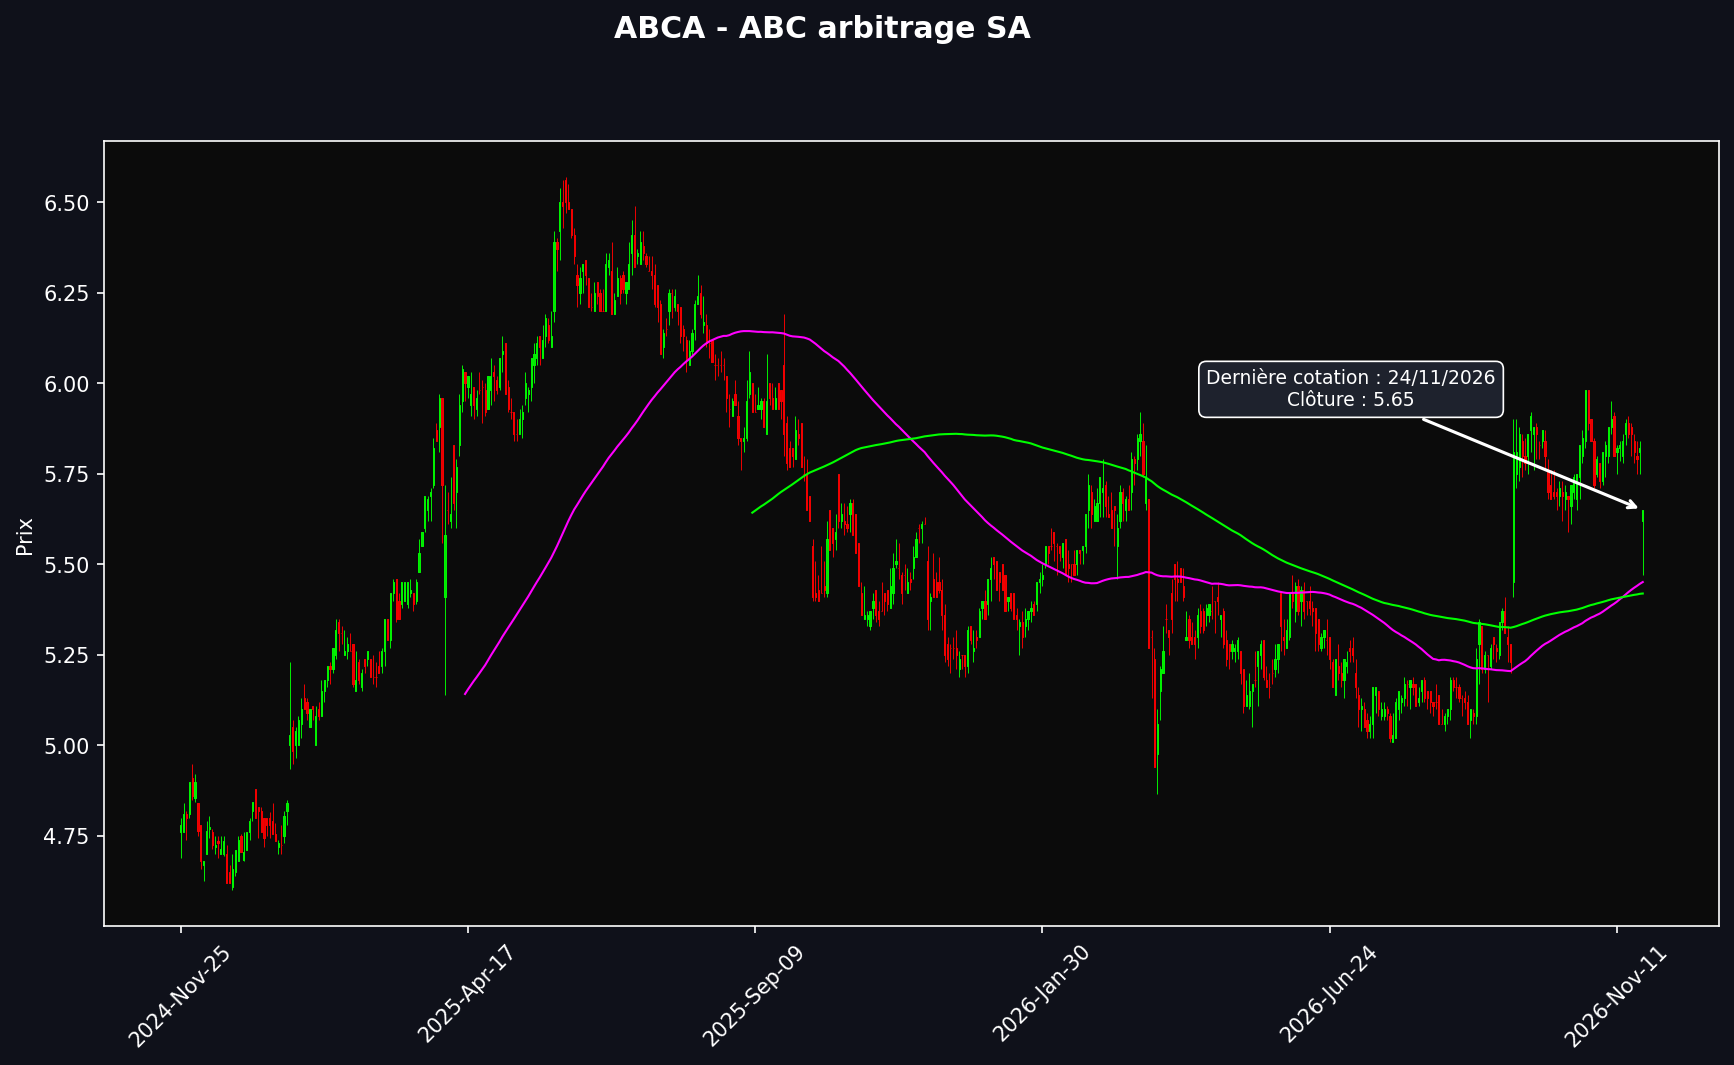 ABCA - ABC arbitrage SA
Prix
6.50
6.25
6.00
5.75
5.50
5.25
5.00
4.75
Dernière cotation : 24/11/2026
Clôture : 5.65
2024-Nov-25
2025-Apr-17
2025-Sep-09
2026-Jan-30
2026-Jun-24
2026-Nov-11